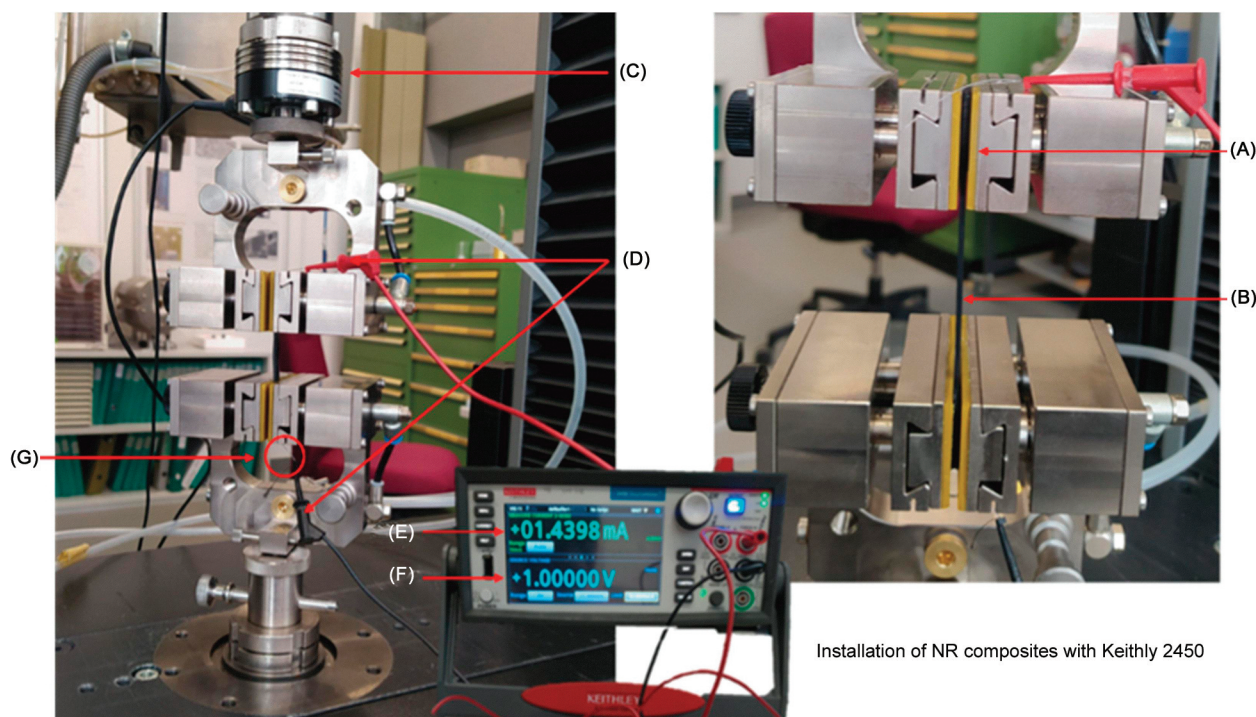 (C)
(A)
(D)
(B)
(G)
(E)
+01.4398 mA
(F)
+1.00000 V
KEITHLEY
Installation of NR composites with Keithly 2450